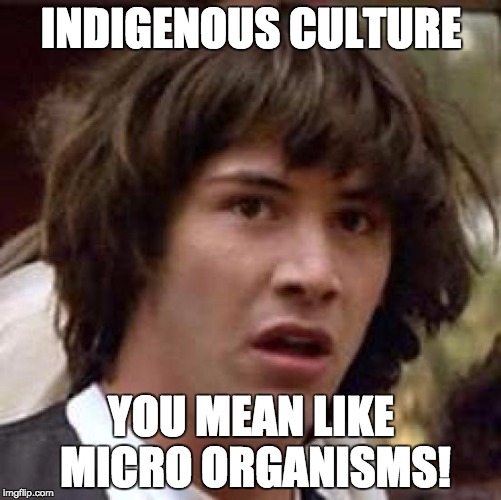 INDIGENOUS CULTURE
YOU MEAN LIKE
MICRO ORGANISMS!
imgflip.com